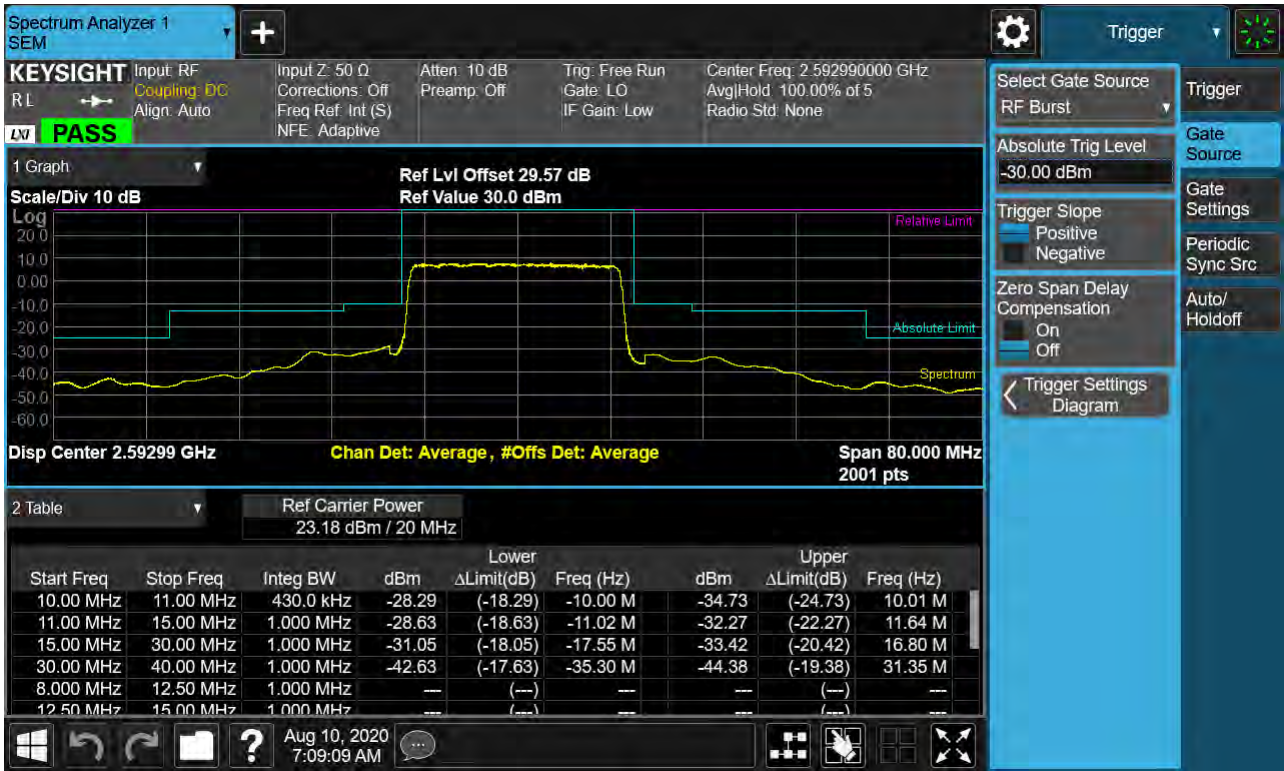 Spectrum Analyzer 1
SEM
Trigger
KEYSIGHT
R L
LXI
PASS
Input: RF
Coupling: DC
Align: Auto
Input Z: 50 Ω
Corrections: Off
Freq Ref: Int (S)
NFE: Adaptive
Atten: 10 dB
Preamp: Off
Trig: Free Run
Gate: LO
IF Gain: Low
Center Freq: 2.592990000 GHz
Avg|Hold: 100.00% of 5
Radio Std: None
1 Graph
Scale/Div 10 dB
Ref Lvl Offset 29.57 dB
Ref Value 30.0 dBm
Log
20.0
10.0
0.00
-10.0
-20.0
-30.0
-40.0
-50.0
-60.0
Relative Limit
Absolute Limit
Spectrum
Disp Center 2.59299 GHz
Chan Det: Average, #Offs Det: Average
Span 80.000 MHz
2001 pts
2 Table
Ref Carrier Power
23.18 dBm / 20 MHz
Lower Upper
Start Freq Stop Freq Integ BW dBm ΔLimit(dB) Freq (Hz) dBm ΔLimit(dB) Freq (Hz)
10.00 MHz 11.00 MHz 430.0 kHz -28.29 (-18.29) -10.00 M -34.73 (-24.73) 10.01 M
11.00 MHz 15.00 MHz 1.000 MHz -28.63 (-18.63) -11.02 M -32.27 (-22.27) 11.64 M
15.00 MHz 30.00 MHz 1.000 MHz -31.05 (-18.05) -17.55 M -33.42 (-20.42) 16.80 M
30.00 MHz 40.00 MHz 1.000 MHz -42.63 (-17.63) -35.30 M -44.38 (-19.38) 31.35 M
8.000 MHz 12.50 MHz 1.000 MHz --- (---) --- --- (---) ---
12.50 MHz 15.00 MHz 1.000 MHz --- (---) --- --- (---) ---
?
Aug 10, 2020
7:09:09 AM
Select Gate Source
RF Burst
Absolute Trig Level
-30.00 dBm
Trigger Slope
Positive
Negative
Zero Span Delay
Compensation
On
Off
Trigger Settings
Diagram
Trigger
Gate
Source
Gate
Settings
Periodic
Sync Src
Auto/
Holdoff